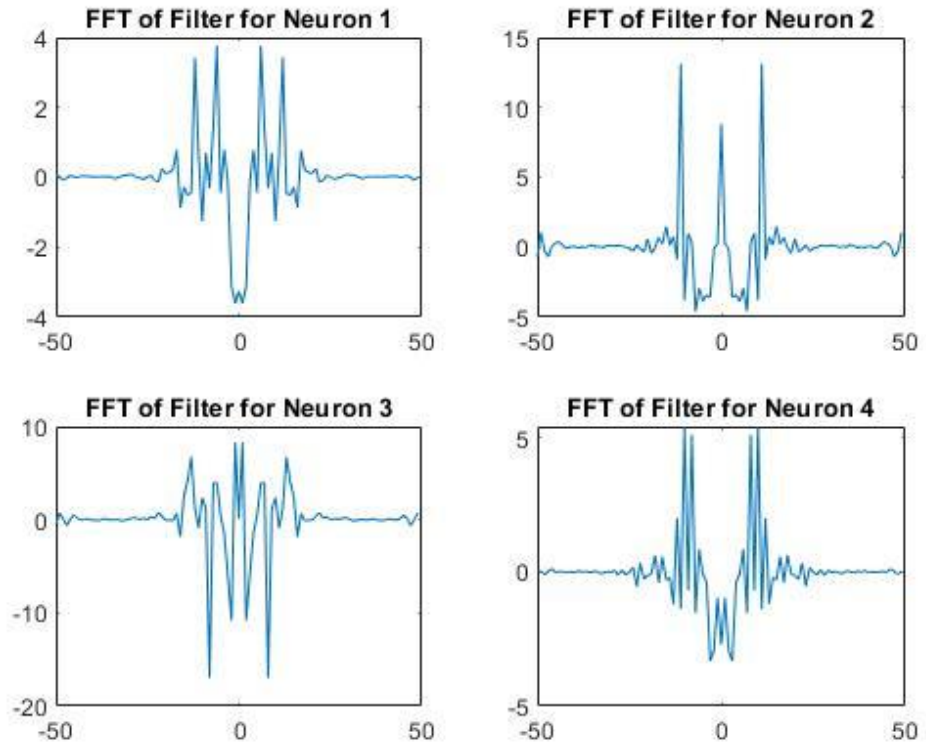 FFT of Filter for Neuron 1
4
2
0
-2
-4
-50 0 50
FFT of Filter for Neuron 2
15
10
5
0
-5
-50 0 50
FFT of Filter for Neuron 3
10
0
-10
-20
-50 0 50
FFT of Filter for Neuron 4
5
0
-5
-50 0 50